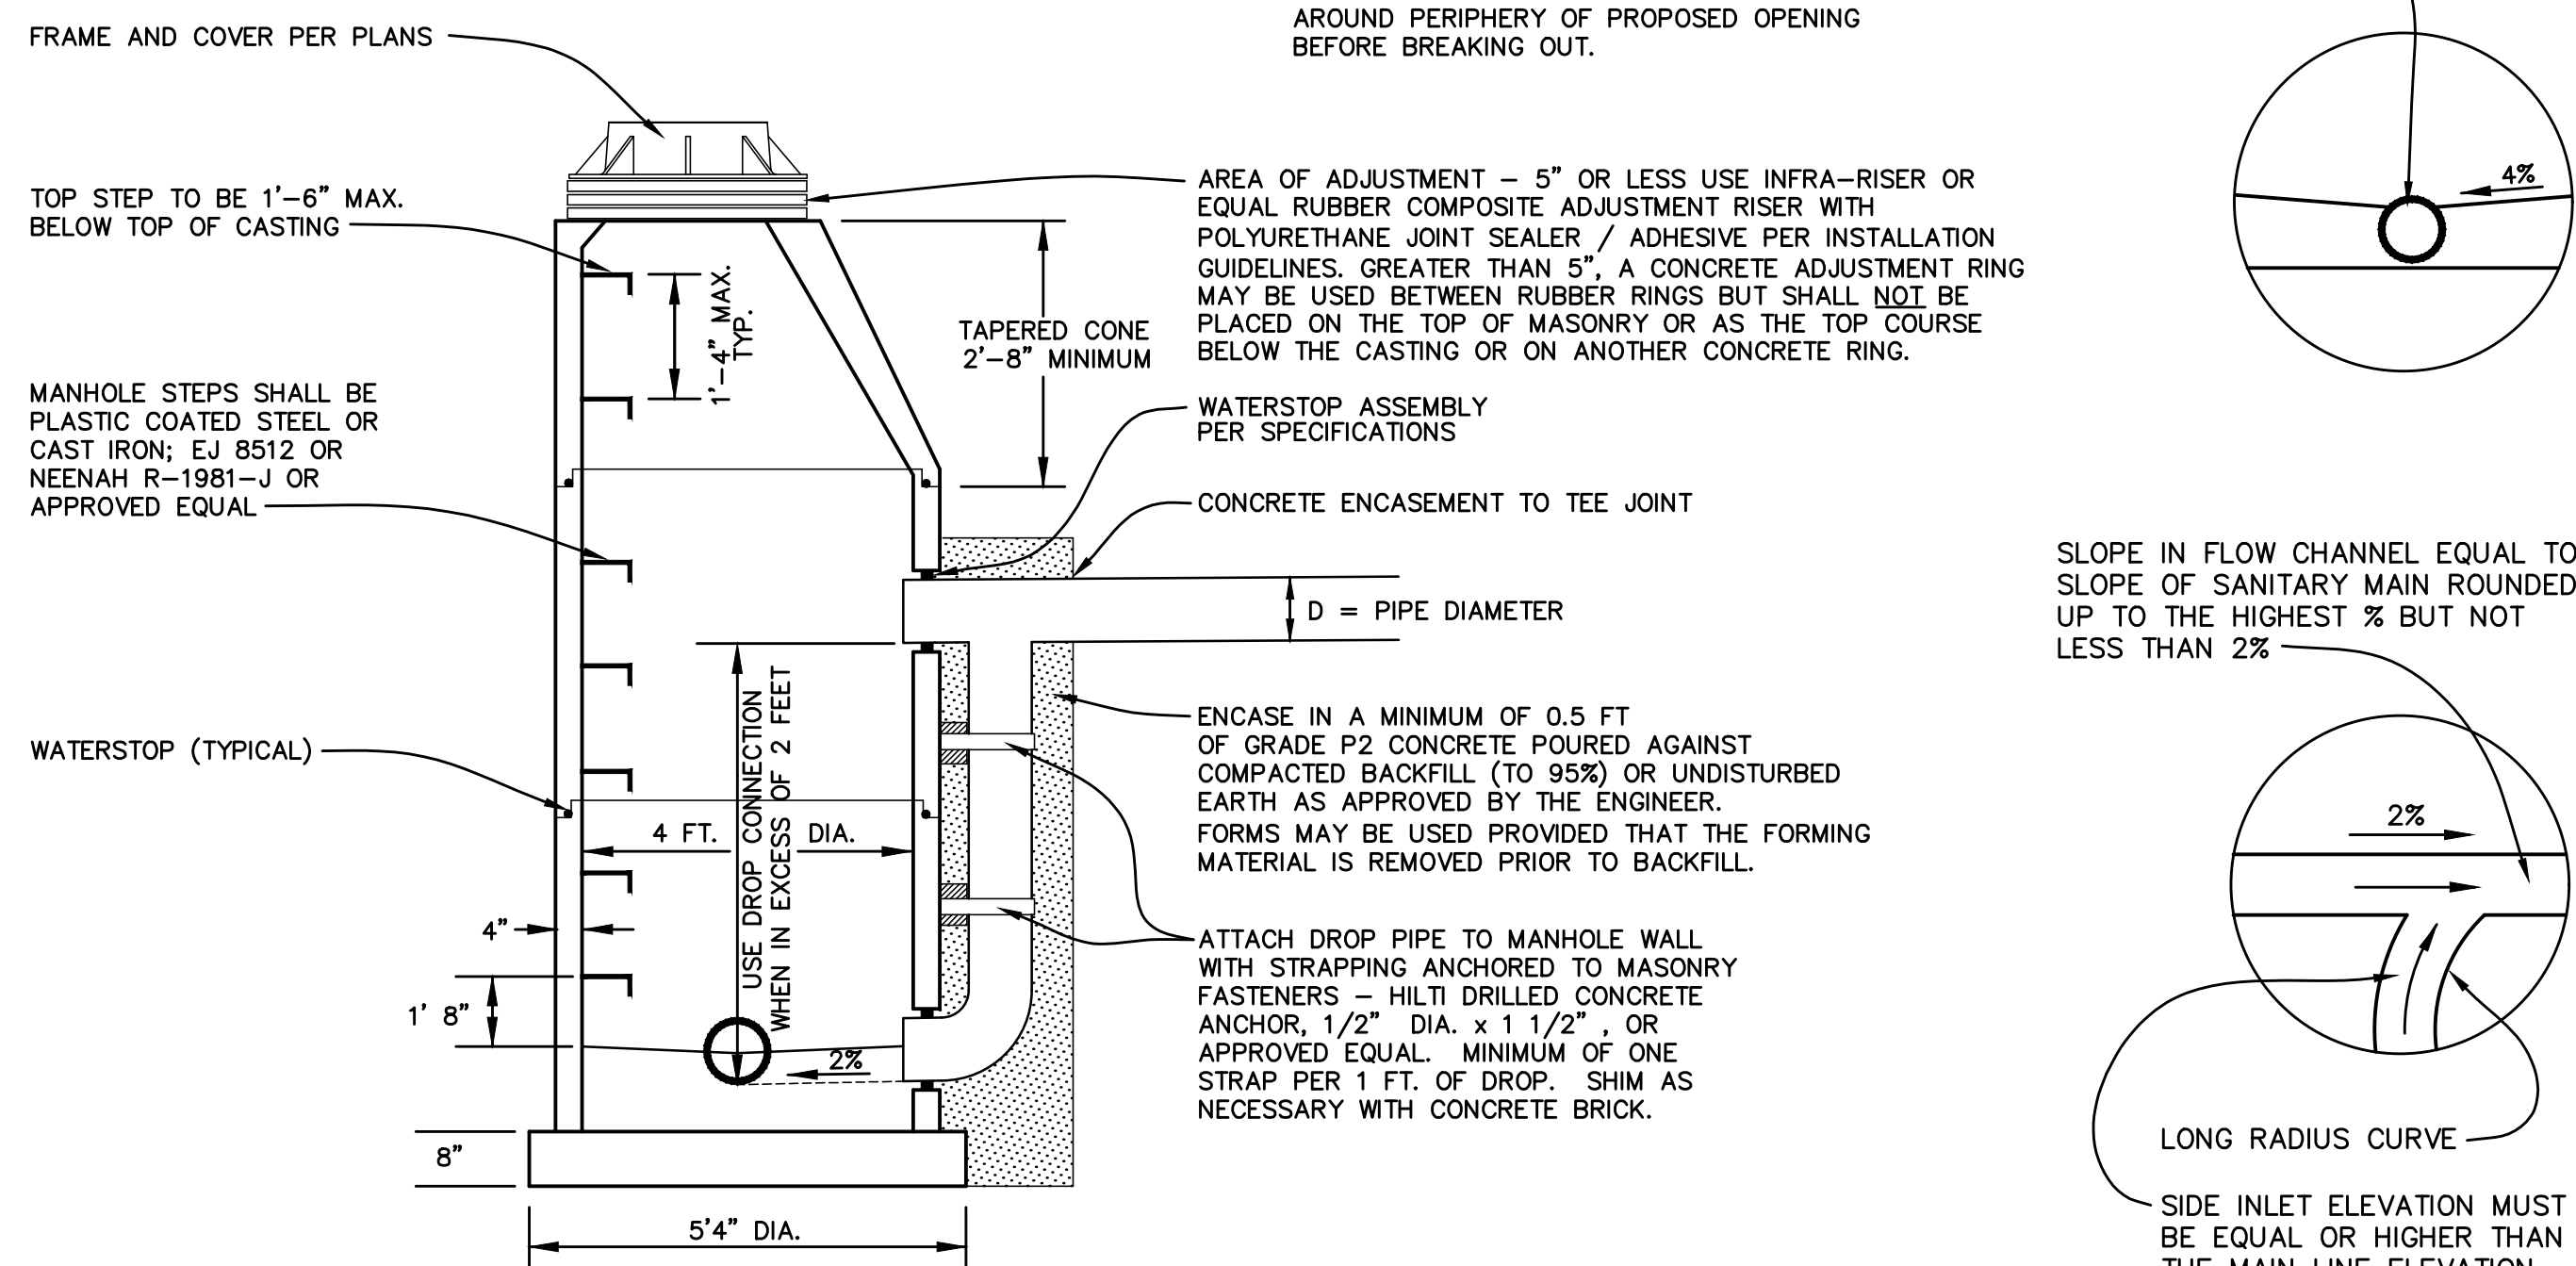 FRAME AND COVER PER PLANS
TOP STEP TO BE 1'-6" MAX.
BELOW TOP OF CASTING
MANHOLE STEPS SHALL BE
PLASTIC COATED STEEL OR
CAST IRON; EJ 8512 OR
NEENAH R-1981-J OR
APPROVED EQUAL
WATERSTOP (TYPICAL)
1'-4" MAX.
TYP.
TAPERED CONE
2'-8" MINIMUM
USE DROP CONNECTION
WHEN IN EXCESS OF 2 FEET
4 FT. DIA.
4"
1' 8"
2%
8"
5'4" DIA.
AROUND PERIPHERY OF PROPOSED OPENING
BEFORE BREAKING OUT.
AREA OF ADJUSTMENT – 5" OR LESS USE INFRA-RISER OR
EQUAL RUBBER COMPOSITE ADJUSTMENT RISER WITH
POLYURETHANE JOINT SEALER / ADHESIVE PER INSTALLATION
GUIDELINES. GREATER THAN 5", A CONCRETE ADJUSTMENT RING
MAY BE USED BETWEEN RUBBER RINGS BUT SHALL NOT BE
PLACED ON THE TOP OF MASONRY OR AS THE TOP COURSE
BELOW THE CASTING OR ON ANOTHER CONCRETE RING.
WATERSTOP ASSEMBLY
PER SPECIFICATIONS
CONCRETE ENCASEMENT TO TEE JOINT
D = PIPE DIAMETER
ENCASE IN A MINIMUM OF 0.5 FT
OF GRADE P2 CONCRETE POURED AGAINST
COMPACTED BACKFILL (TO 95%) OR UNDISTURBED
EARTH AS APPROVED BY THE ENGINEER.
FORMS MAY BE USED PROVIDED THAT THE FORMING
MATERIAL IS REMOVED PRIOR TO BACKFILL.
ATTACH DROP PIPE TO MANHOLE WALL
WITH STRAPPING ANCHORED TO MASONRY
FASTENERS – HILTI DRILLED CONCRETE
ANCHOR, 1/2" DIA. x 1 1/2" , OR
APPROVED EQUAL. MINIMUM OF ONE
STRAP PER 1 FT. OF DROP. SHIM AS
NECESSARY WITH CONCRETE BRICK.
4%
SLOPE IN FLOW CHANNEL EQUAL TO
SLOPE OF SANITARY MAIN ROUNDED
UP TO THE HIGHEST % BUT NOT
LESS THAN 2%
2%
LONG RADIUS CURVE
SIDE INLET ELEVATION MUST
BE EQUAL OR HIGHER THAN
THE MAIN LINE ELEVATION